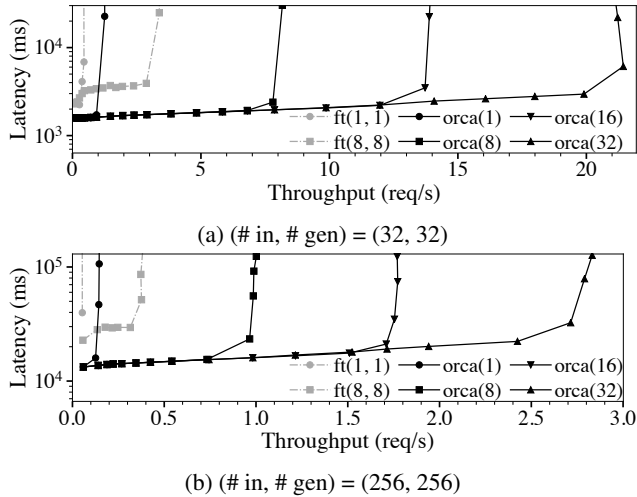 Latency (ms)
10^4
10^3
ft(1, 1) orca(1) orca(16)
ft(8, 8) orca(8) orca(32)
0 5 10 15 20
Throughput (req/s)
(a) (# in, # gen) = (32, 32)
Latency (ms)
10^5
10^4
ft(1, 1) orca(1) orca(16)
ft(8, 8) orca(8) orca(32)
0.0 0.5 1.0 1.5 2.0 2.5 3.0
Throughput (req/s)
(b) (# in, # gen) = (256, 256)